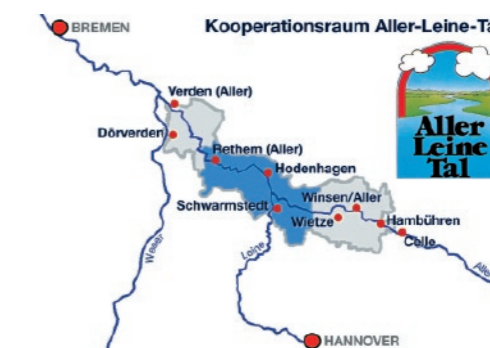 BREMEN
Kooperationsraum Aller-Leine-Ta
Verden (Aller)
Dörverden
Aller
Leine
Tal
Rethem (Aller)
Hodenhagen
Winsen/Aller
Schwarmstedt
Wietze
Hambühren
Celle
Weser
Leine
Aller
HANNOVER